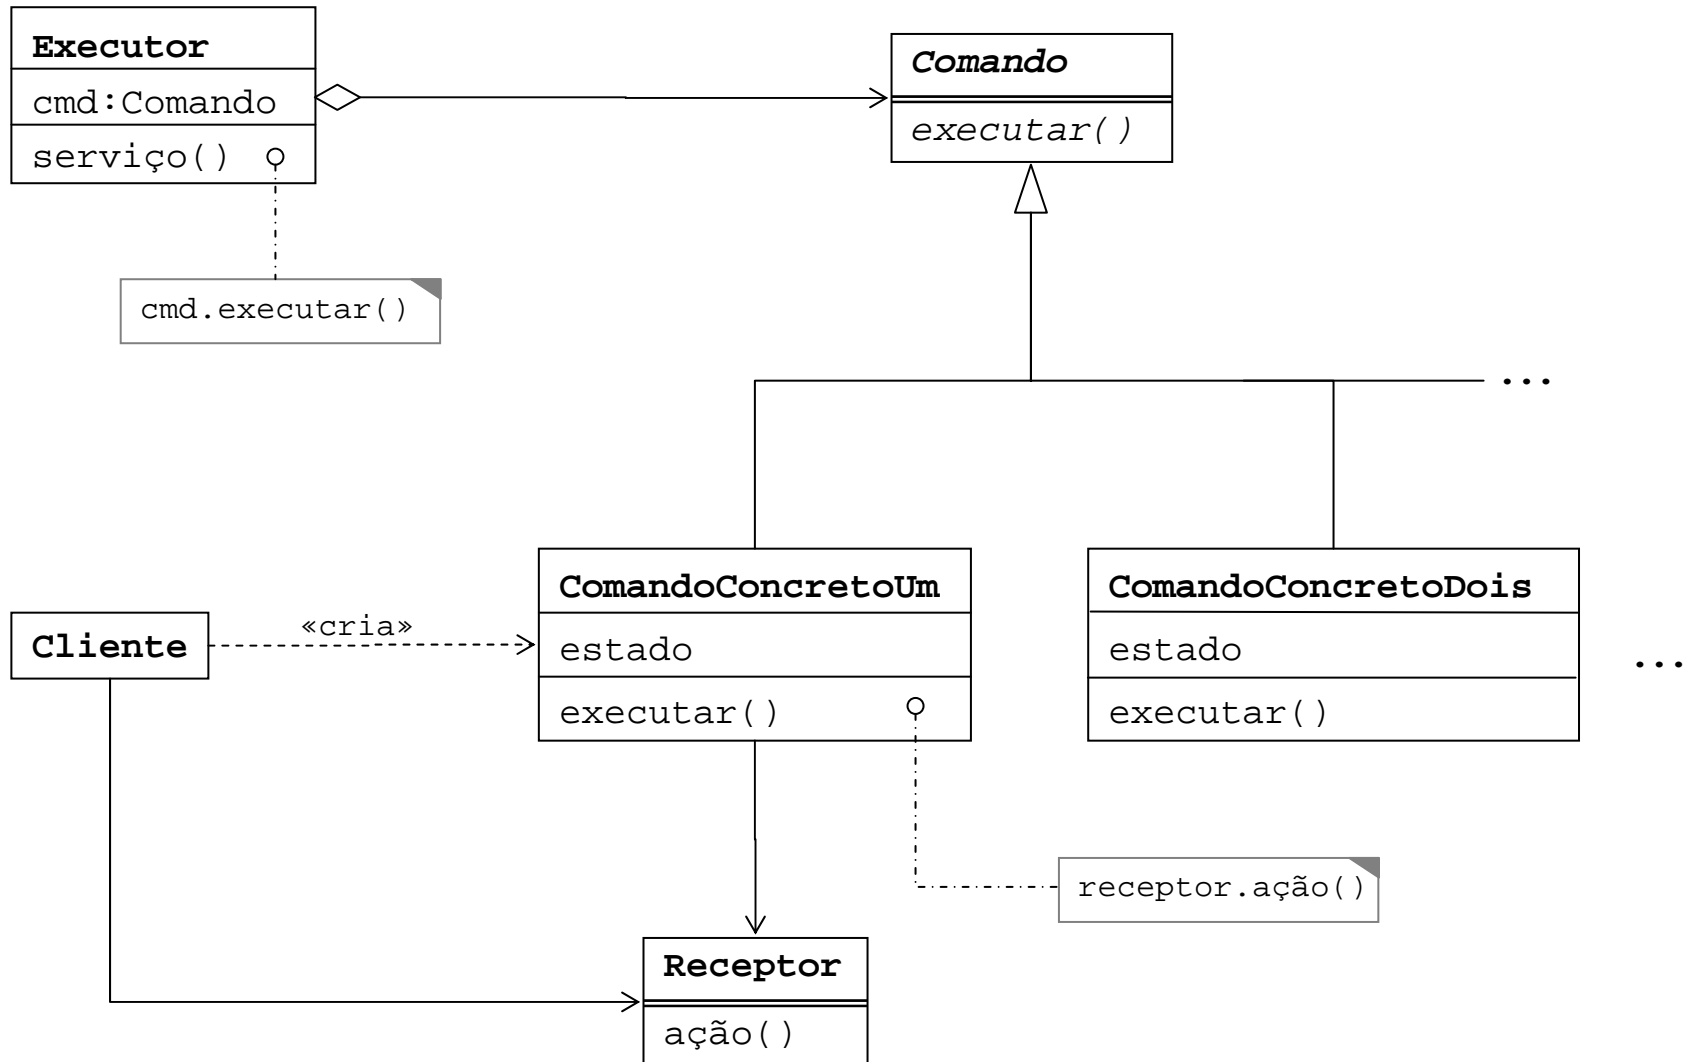 Executor
cmd:Comando
serviço()
cmd.executar()
Comando
executar()
...
ComandoConcretoUm
estado
executar()
ComandoConcretoDois
estado
executar()
...
Cliente
«cria»
receptor.ação()
Receptor
ação()